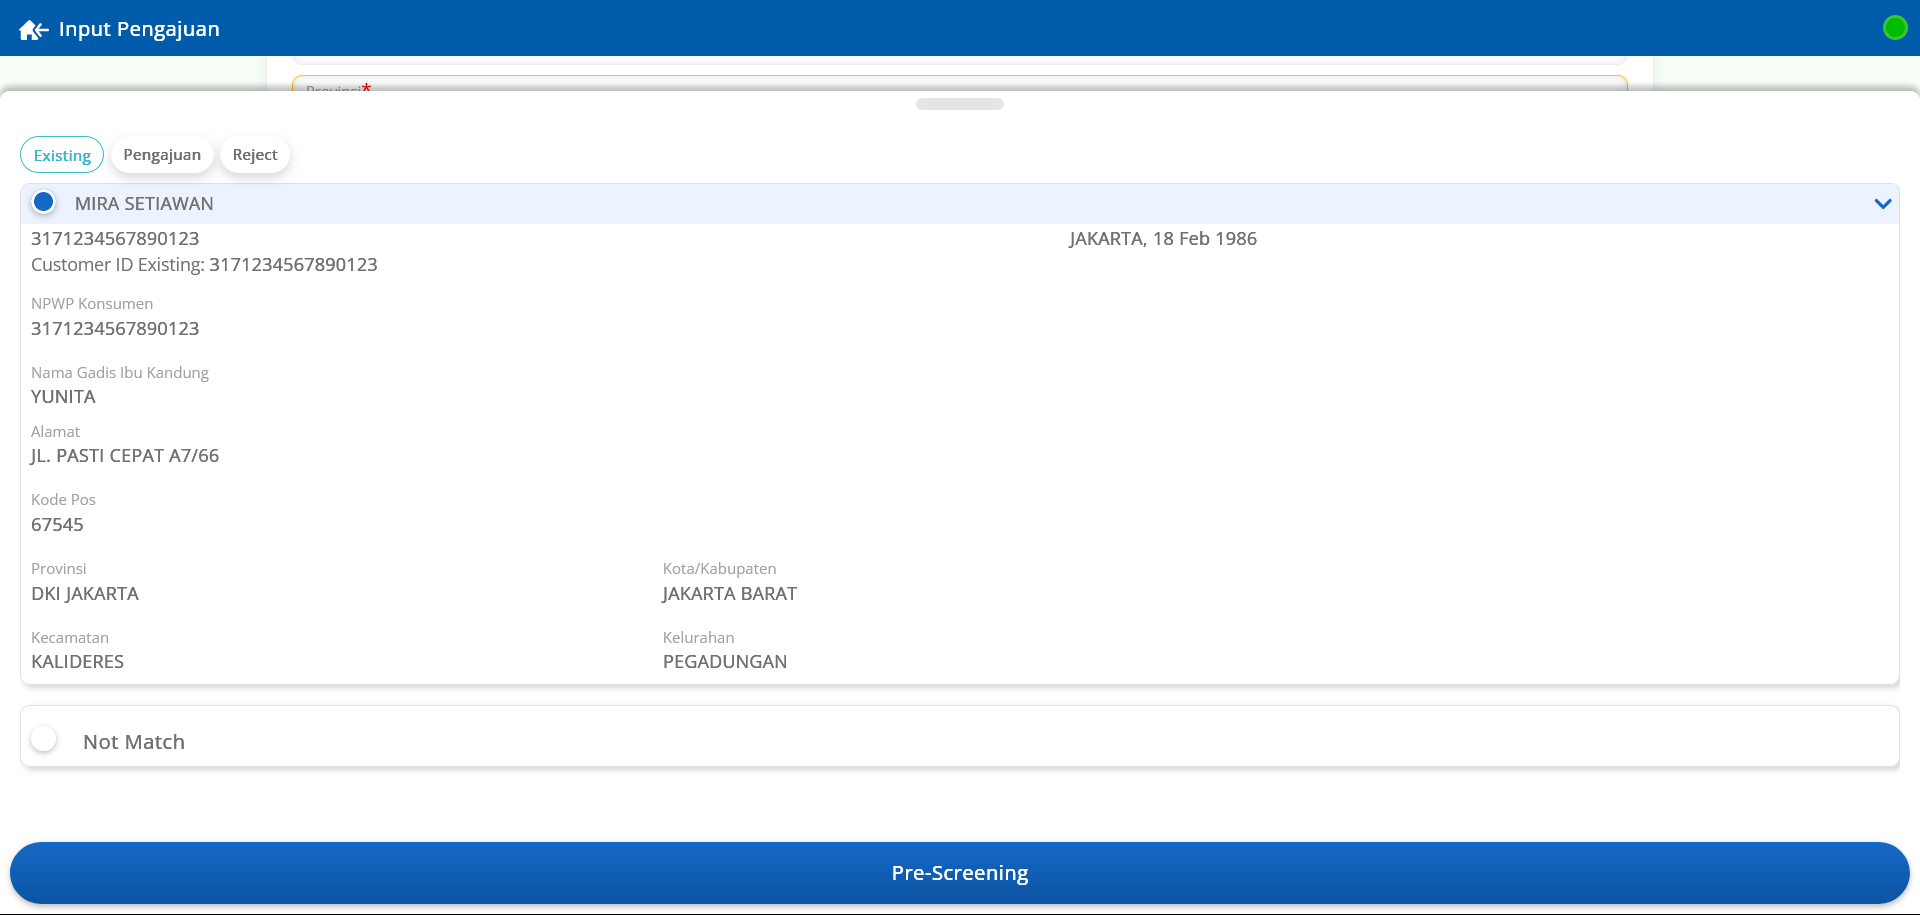 Input Pengajuan
Provinsi*
Existing Pengajuan Reject
MIRA SETIAWAN
3171234567890123 JAKARTA, 18 Feb 1986
Customer ID Existing: 3171234567890123
NPWP Konsumen
3171234567890123
Nama Gadis Ibu Kandung
YUNITA
Alamat
JL. PASTI CEPAT A7/66
Kode Pos
67545
Provinsi Kota/Kabupaten
DKI JAKARTA JAKARTA BARAT
Kecamatan Kelurahan
KALIDERES PEGADUNGAN
Not Match
Pre-Screening